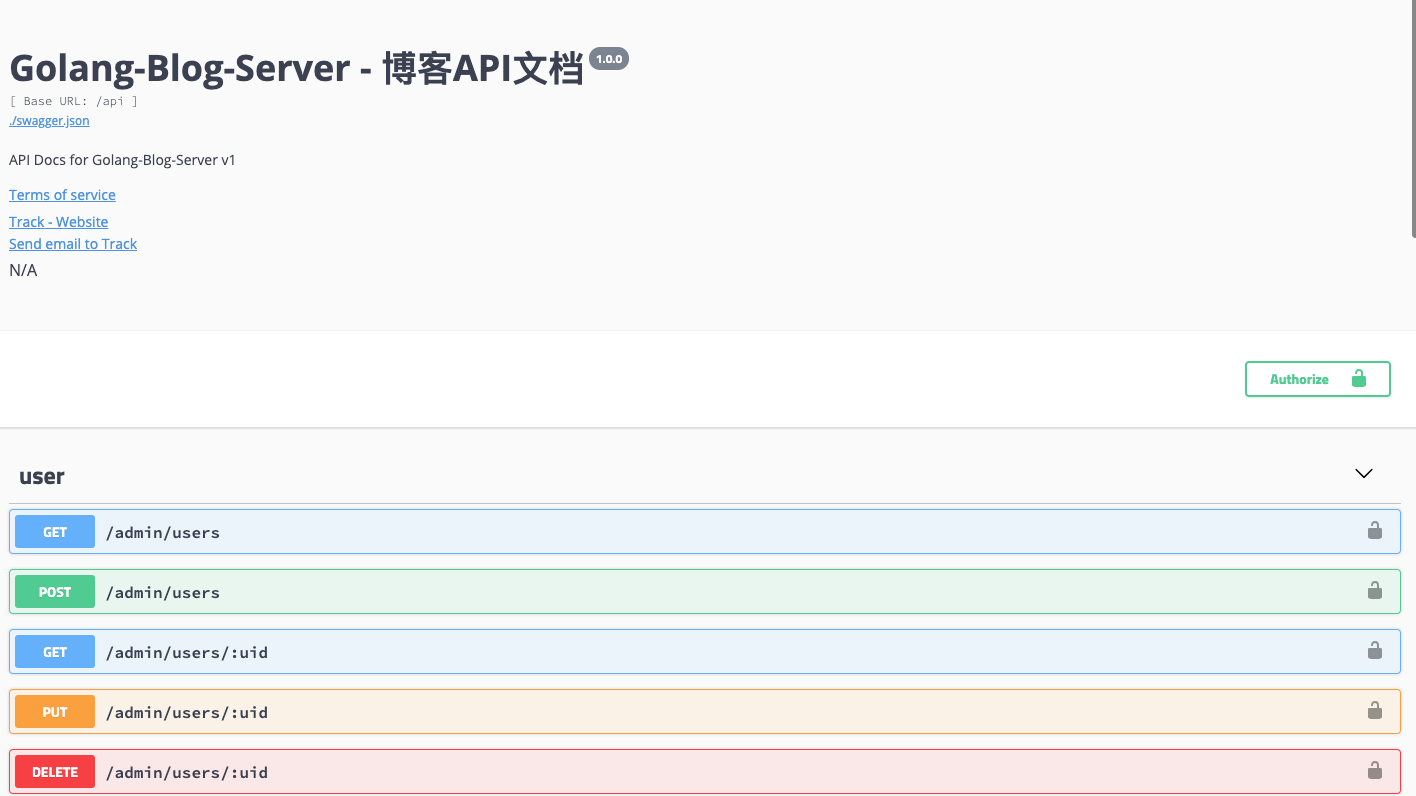 Golang-Blog-Server - 博客API文档 1.0.0
[ Base URL: /api ]
./swagger.json
API Docs for Golang-Blog-Server v1
Terms of service
Track - Website
Send email to Track
N/A
Authorize
user
GET /admin/users
POST /admin/users
GET /admin/users/:uid
PUT /admin/users/:uid
DELETE /admin/users/:uid